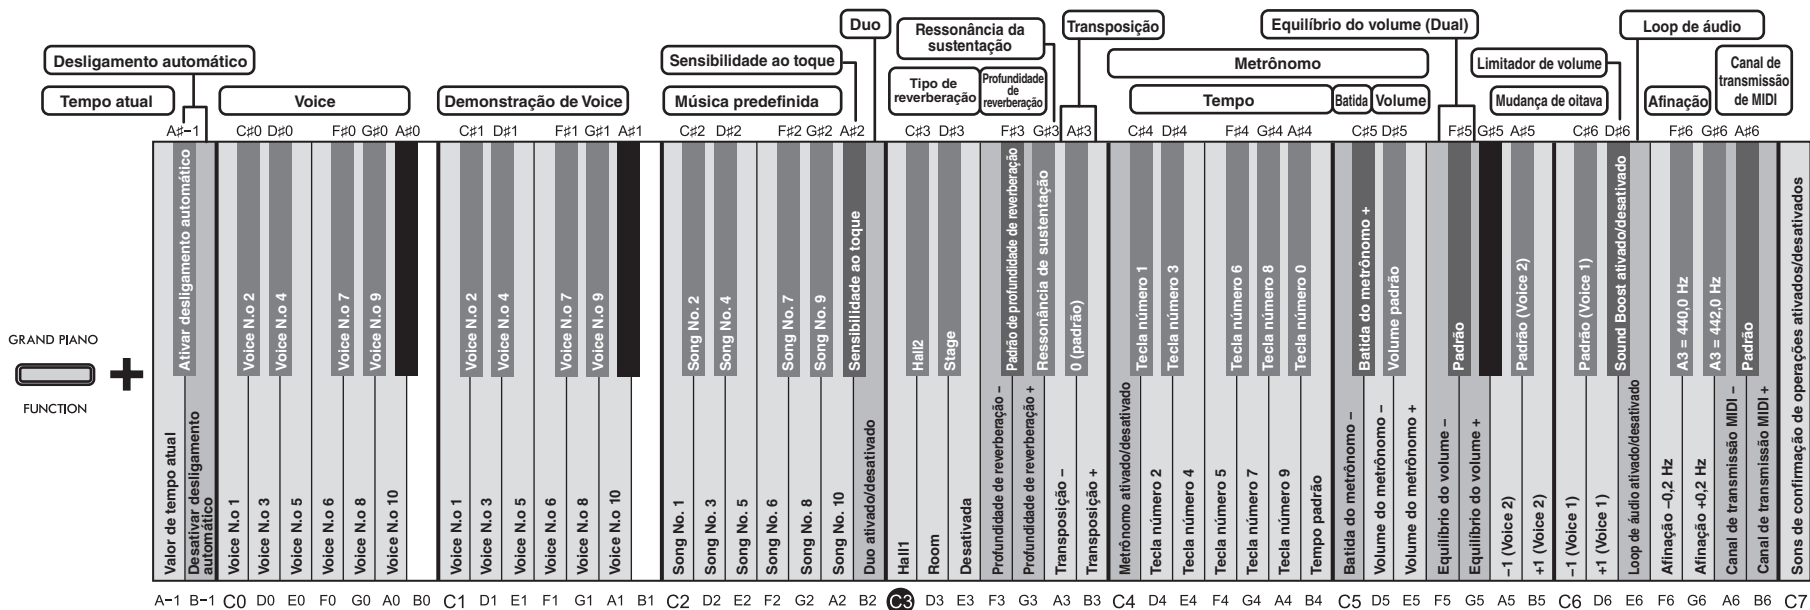 Duo
Ressonância da
sustentação
Transposição
Equilíbrio do volume (Dual)
Loop de áudio
Desligamento automático
Sensibilidade ao toque
Tipo de
reverberação
Profundidade
de
reverberação
Metrônomo
Limitador de volume
Canal de
transmissão
de MIDI
Tempo atual
Voice
Demonstração de Voice
Música predefinida
Tempo
Batida
Volume
Mudança de oitava
Afinação
A♯-1 C♯0 D♯0 F♯0 G♯0 A♯0 C♯1 D♯1 F♯1 G♯1 A♯1 C♯2 D♯2 F♯2 G♯2 A♯2 C♯3 D♯3 F♯3 G♯3 A♯3 C♯4 D♯4 F♯4 G♯4 A♯4 C♯5 D♯5 F♯5 G♯5 A♯5 C♯6 D♯6 F♯6 G♯6 A♯6
GRAND PIANO
FUNCTION
Ativar desligamento automático
Voice N.o 2
Voice N.o 4
Voice N.o 7
Voice N.o 9
Voice N.o 2
Voice N.o 4
Voice N.o 7
Voice N.o 9
Song No. 2
Song No. 4
Song No. 7
Song No. 9
Sensibilidade ao toque
Hall2
Stage
Padrão de profundidade de reverberação
Ressonância de sustentação
0 (padrão)
Tecla número 1
Tecla número 3
Tecla número 6
Tecla número 8
Tecla número 0
Batida do metrônomo +
Volume padrão
Padrão
Padrão (Voice 2)
Padrão (Voice 1)
Sound Boost ativado/desativado
A3 = 440,0 Hz
A3 = 442,0 Hz
Padrão
Valor de tempo atual
Desativar desligamento
automático
Voice N.o 1
Voice N.o 3
Voice N.o 5
Voice N.o 6
Voice N.o 8
Voice N.o 10
Voice N.o 1
Voice N.o 3
Voice N.o 5
Voice N.o 6
Voice N.o 8
Voice N.o 10
Song No. 1
Song No. 3
Song No. 5
Song No. 6
Song No. 8
Song No. 10
Duo ativado/desativado
Hall1
Room
Desativada
Profundidade de reverberação –
Profundidade de reverberação +
Transposição –
Transposição +
Metrônomo ativado/desativado
Tecla número 2
Tecla número 4
Tecla número 5
Tecla número 7
Tecla número 9
Tempo padrão
Batida do metrônomo –
Volume do metrônomo –
Volume do metrônomo +
Equilíbrio do volume –
Equilíbrio do volume +
–1 (Voice 2)
+1 (Voice 2)
–1 (Voice 1)
+1 (Voice 1)
Loop de áudio ativado/desativado
Afinação –0,2 Hz
Afinação +0,2 Hz
Canal de transmissão MIDI –
Canal de transmissão MIDI +
Sons de confirmação de operações ativados/desativados
A-1 B-1 C0 D0 E0 F0 G0 A0 B0 C1 D1 E1 F1 G1 A1 B1 C2 D2 E2 F2 G2 A2 B2 C3 D3 E3 F3 G3 A3 B3 C4 D4 E4 F4 G4 A4 B4 C5 D5 E5 F5 G5 A5 B5 C6 D6 E6 F6 G6 A6 B6 C7